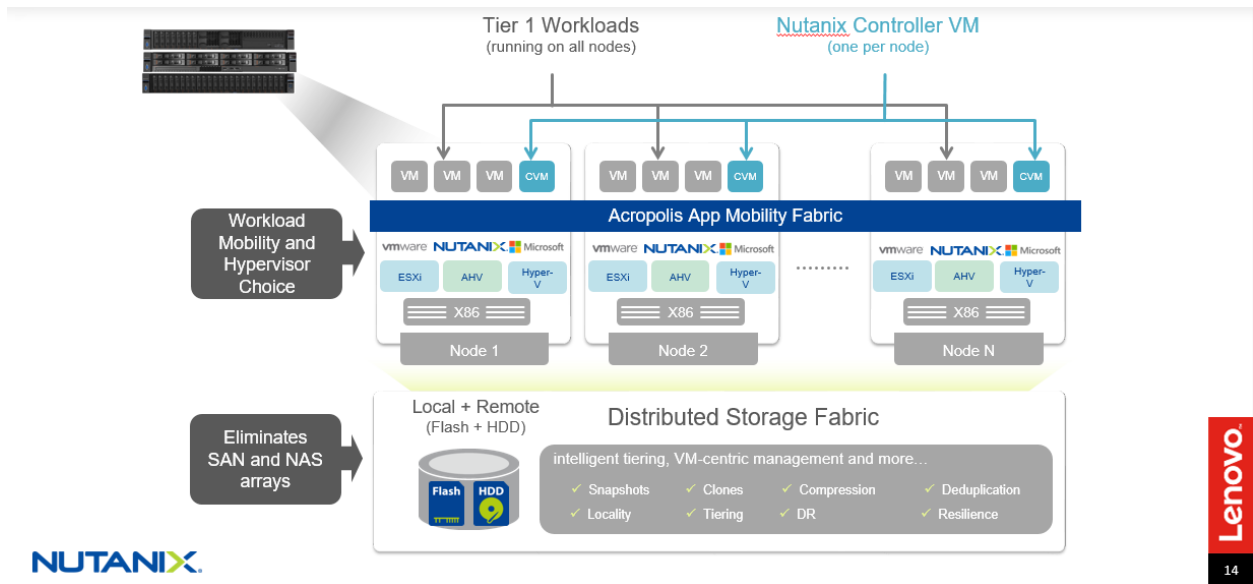 Tier 1 Workloads
(running on all nodes)
Nutanix Controller VM
(one per node)
VM VM VM CVM
VM VM VM CVM
VM VM VM CVM
Acropolis App Mobility Fabric
Workload
Mobility and
Hypervisor
Choice
vmware NUTANIX Microsoft
vmware NUTANIX Microsoft
vmware NUTANIX Microsoft
ESXi AHV Hyper-
V
ESXi AHV Hyper-
V
ESXi AHV Hyper-
V
.........
X86
X86
X86
Node 1
Node 2
Node N
Eliminates
SAN and NAS
arrays
Local + Remote
(Flash + HDD)
Flash HDD
Distributed Storage Fabric
intelligent tiering, VM-centric management and more…
✓ Snapshots ✓ Clones ✓ Compression ✓ Deduplication
✓ Locality ✓ Tiering ✓ DR ✓ Resilience
Lenovo
NUTANIX
14